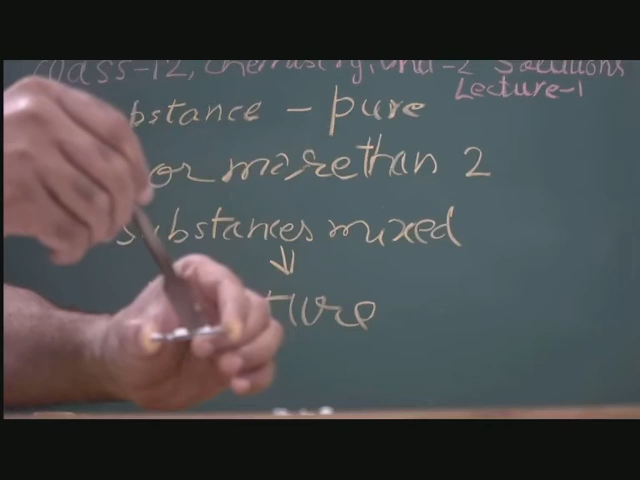 Class-12, Chemistry, Unit-2 Solutions
Lecture-1
bstance - pure
or more than 2
substances mixed
↓
ture